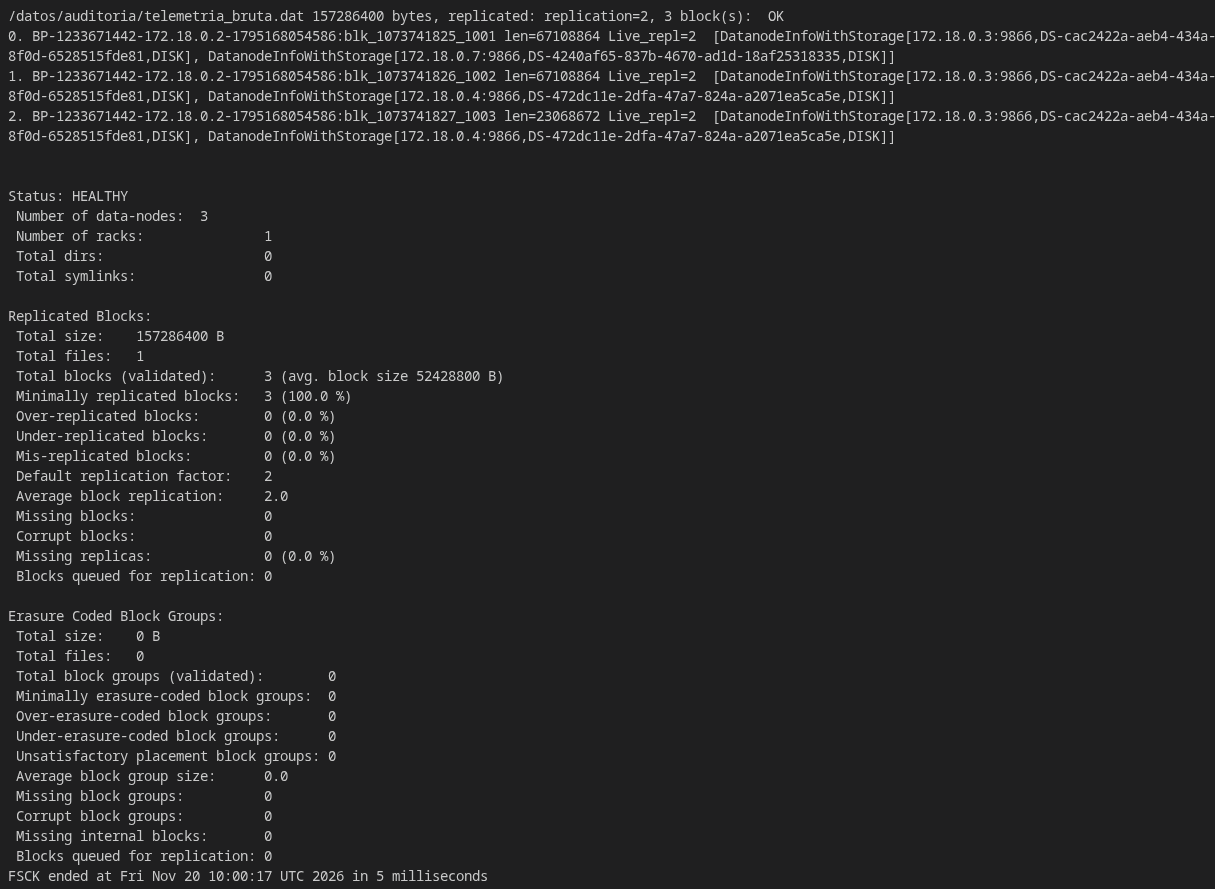 /datos/auditoria/telemetria_bruta.dat 157286400 bytes, replicated: replication=2, 3 block(s):  OK
0. BP-1233671442-172.18.0.2-1795168054586:blk_1073741825_1001 len=67108864 Live_repl=2  [DatanodeInfoWithStorage[172.18.0.3:9866,DS-cac2422a-aeb4-434a-
8f0d-6528515fde81,DISK], DatanodeInfoWithStorage[172.18.0.7:9866,DS-4240af65-837b-4670-ad1d-18af25318335,DISK]]
1. BP-1233671442-172.18.0.2-1795168054586:blk_1073741826_1002 len=67108864 Live_repl=2  [DatanodeInfoWithStorage[172.18.0.3:9866,DS-cac2422a-aeb4-434a-
8f0d-6528515fde81,DISK], DatanodeInfoWithStorage[172.18.0.4:9866,DS-472dc11e-2dfa-47a7-824a-a2071ea5ca5e,DISK]]
2. BP-1233671442-172.18.0.2-1795168054586:blk_1073741827_1003 len=23068672 Live_repl=2  [DatanodeInfoWithStorage[172.18.0.3:9866,DS-cac2422a-aeb4-434a-
8f0d-6528515fde81,DISK], DatanodeInfoWithStorage[172.18.0.4:9866,DS-472dc11e-2dfa-47a7-824a-a2071ea5ca5e,DISK]]
Status: HEALTHY
Number of data-nodes:  3
Number of racks:               1
Total dirs:                    0
Total symlinks:                0
Replicated Blocks:
Total size:    157286400 B
Total files:   1
Total blocks (validated):      3 (avg. block size 52428800 B)
Minimally replicated blocks:   3 (100.0 %)
Over-replicated blocks:        0 (0.0 %)
Under-replicated blocks:       0 (0.0 %)
Mis-replicated blocks:         0 (0.0 %)
Default replication factor:    2
Average block replication:     2.0
Missing blocks:                0
Corrupt blocks:                0
Missing replicas:              0 (0.0 %)
Blocks queued for replication: 0
Erasure Coded Block Groups:
Total size:    0 B
Total files:   0
Total block groups (validated):        0
Minimally erasure-coded block groups:  0
Over-erasure-coded block groups:       0
Under-erasure-coded block groups:      0
Unsatisfactory placement block groups: 0
Average block group size:      0.0
Missing block groups:          0
Corrupt block groups:          0
Missing internal blocks:       0
Blocks queued for replication: 0
FSCK ended at Fri Nov 20 10:00:17 UTC 2026 in 5 milliseconds